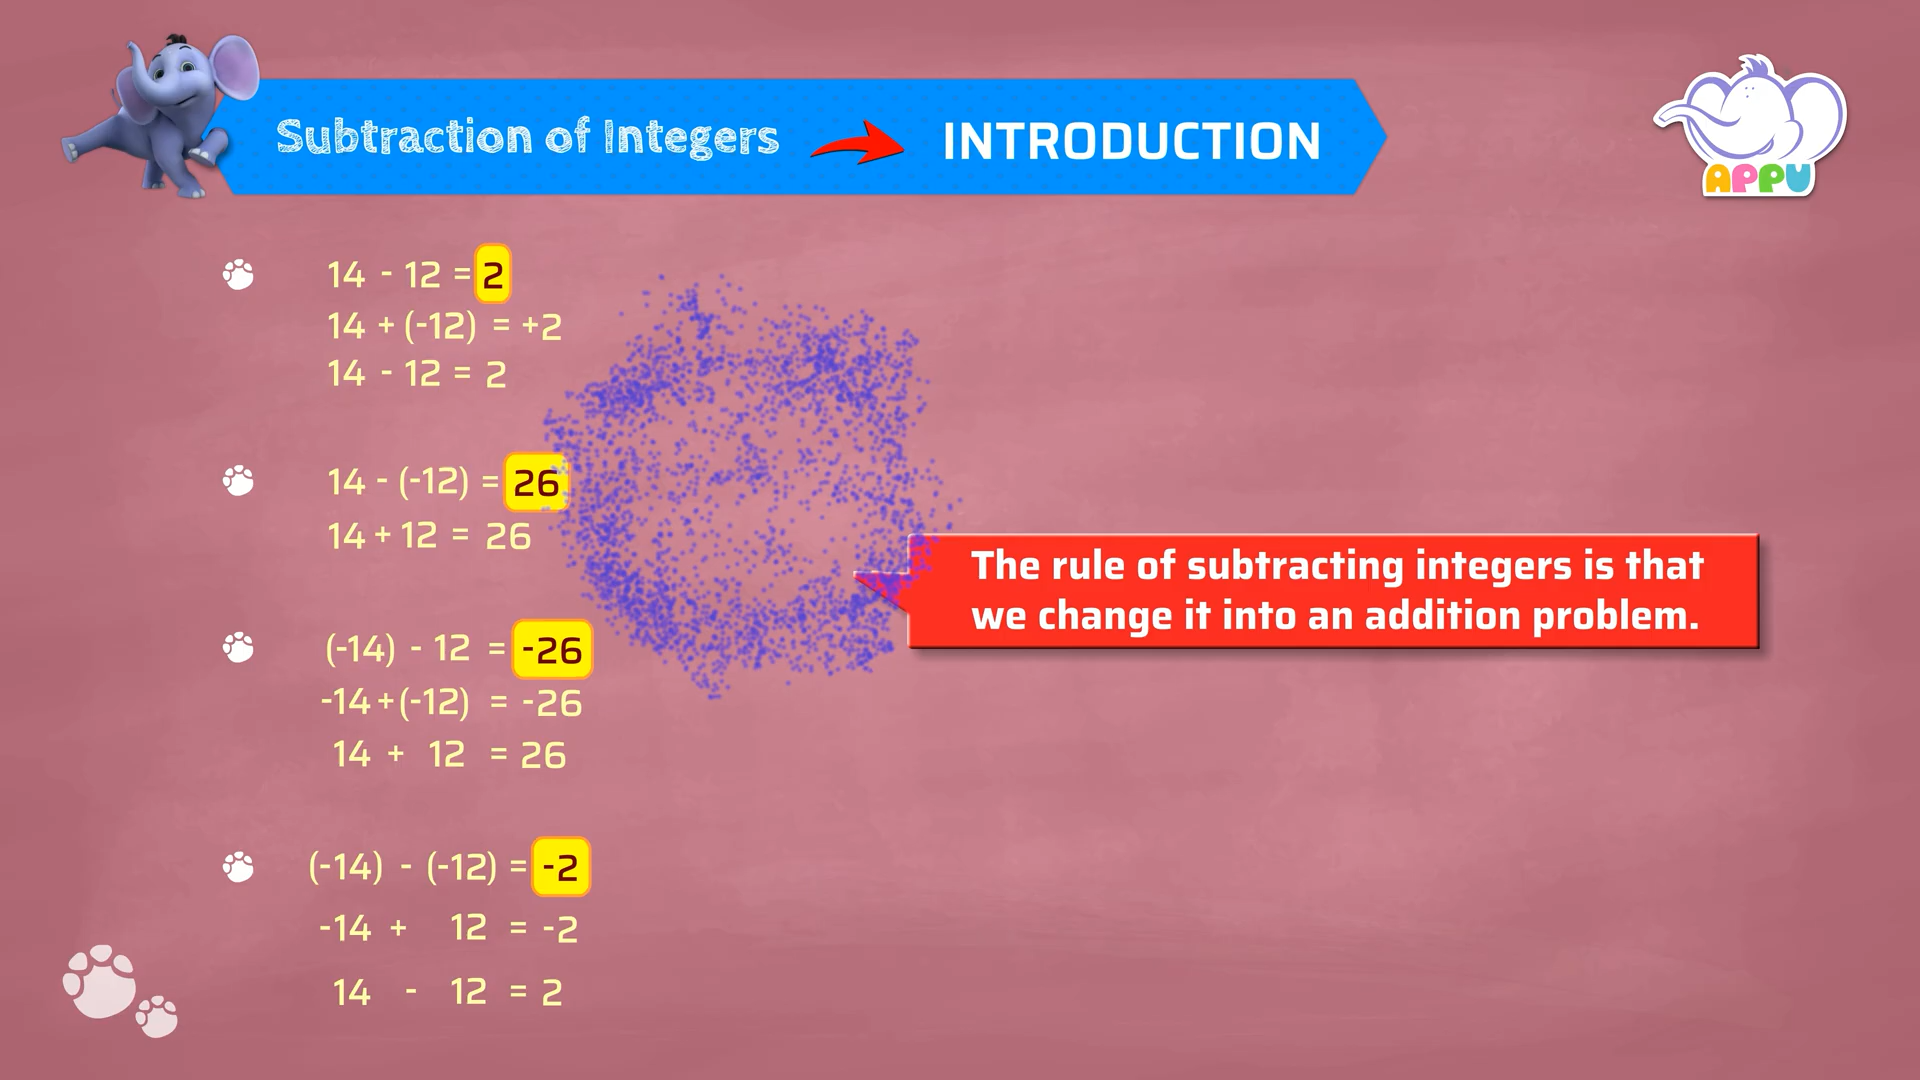 Subtraction of Integers INTRODUCTION
APPU
14 - 12 = 2
14 + (-12) = +2
14 - 12 = 2
14 - (-12) = 26
14 + 12 = 26
The rule of subtracting integers is that
we change it into an addition problem.
(-14) - 12 = -26
-14 + (-12) = -26
14 + 12 = 26
(-14) - (-12) = -2
-14 + 12 = -2
14 - 12 = 2